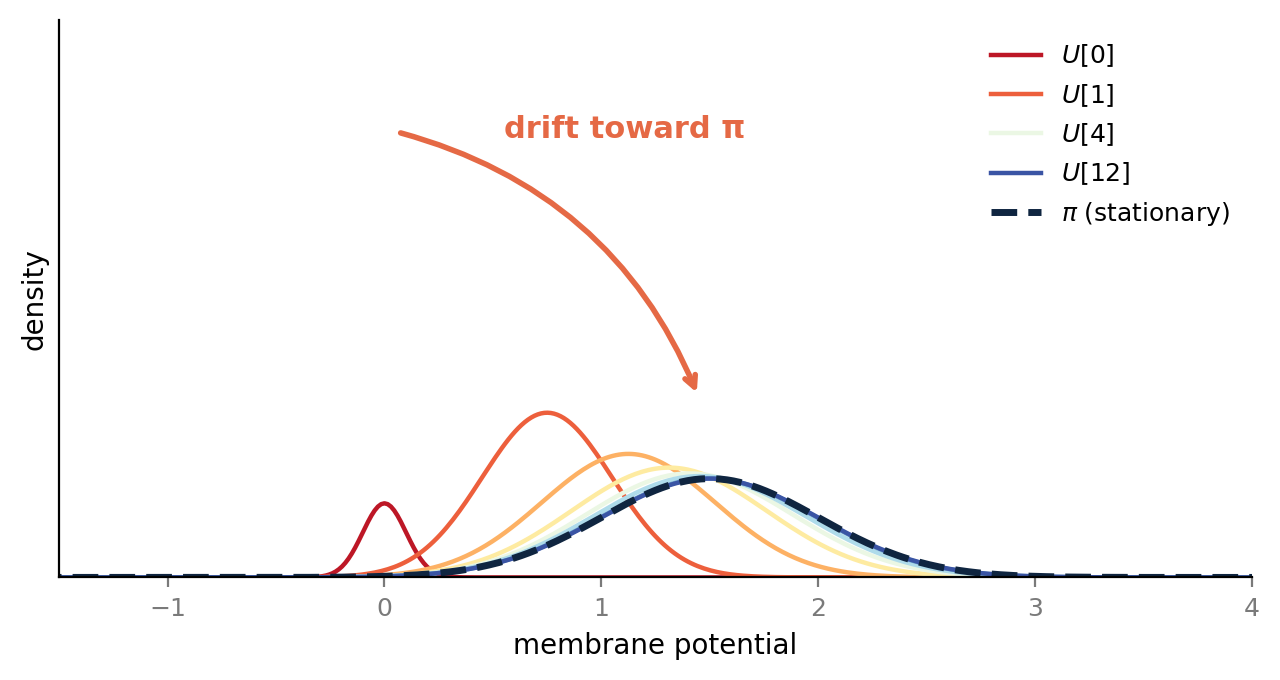 U[0]
U[1]
drift toward π
U[4]
U[12]
π (stationary)
density
−1 0 1 2 3 4
membrane potential